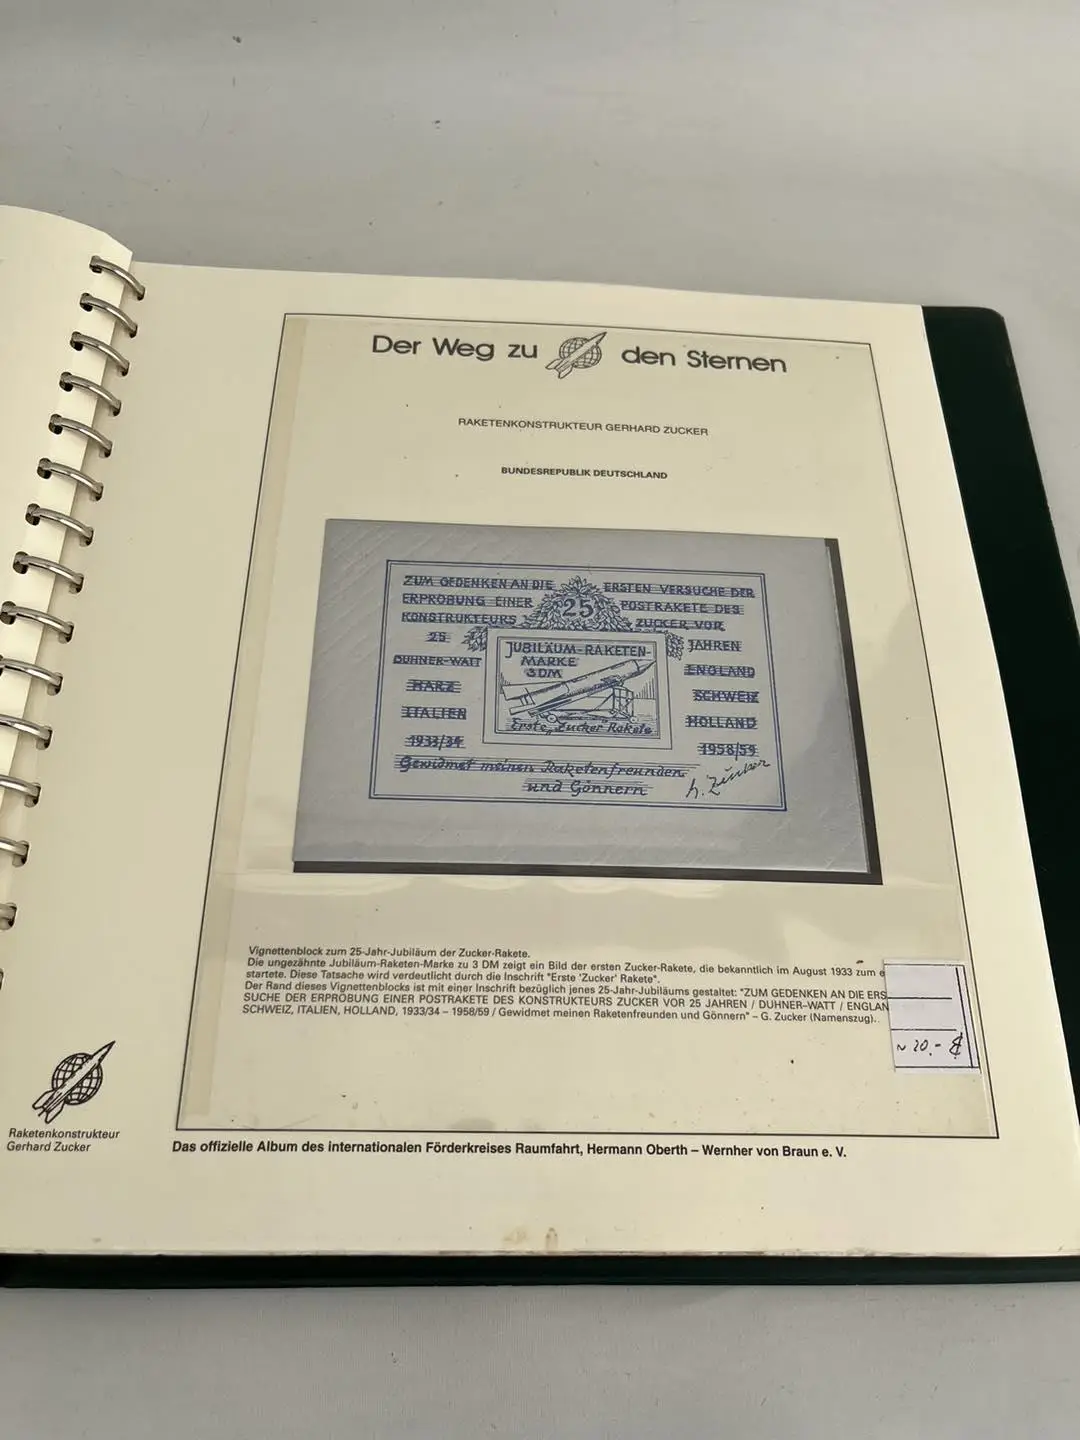 Der Weg zu den Sternen
RAKETENKONSTRUKTEUR GERHARD ZUCKER
BUNDESREPUBLIK DEUTSCHLAND
ZUM GEDENKEN AN DIE ERSTEN VERSUCHE DER
ERPROBUNG EINER 25 POSTRAKETE DES
KONSTRUKTEURS ZUCKER VOR
25 JAHREN
JUBILÄUM-RAKETEN-
MARKE
3DM
Erste "Zucker" Rakete
DUHNER-WATT ENGLAND
HARZ SCHWEIZ
ITALIEN HOLLAND
1933/34 1958/59
Gewidmet meinen Raketenfreunden
und Gönnern
G. Zucker
Vignettenblock zum 25-Jahr-Jubiläum der Zucker-Rakete.
Die ungezähnte Jubiläum-Raketen-Marke zu 3 DM zeigt ein Bild der ersten Zucker-Rakete, die bekanntlich im August 1933 zum
startete. Diese Tatsache wird verdeutlicht durch die Inschrift "Erste 'Zucker' Rakete".
Der Rand dieses Vignettenblocks ist mit einer Inschrift bezüglich jenes 25-Jahr-Jubiläums gestaltet: "ZUM GEDENKEN AN DIE ERS
SUCHE DER ERPROBUNG EINER POSTRAKETE DES KONSTRUKTEURS ZUCKER VOR 25 JAHREN / DUHNER-WATT / ENGLAN
SCHWEIZ, ITALIEN, HOLLAND, 1933/34 – 1958/59 / Gewidmet meinen Raketenfreunden und Gönnern" – G. Zucker (Namenszug).
~ 20.-
Raketenkonstrukteur
Gerhard Zucker
Das offizielle Album des internationalen Förderkreises Raumfahrt, Hermann Oberth – Wernher von Braun e. V.